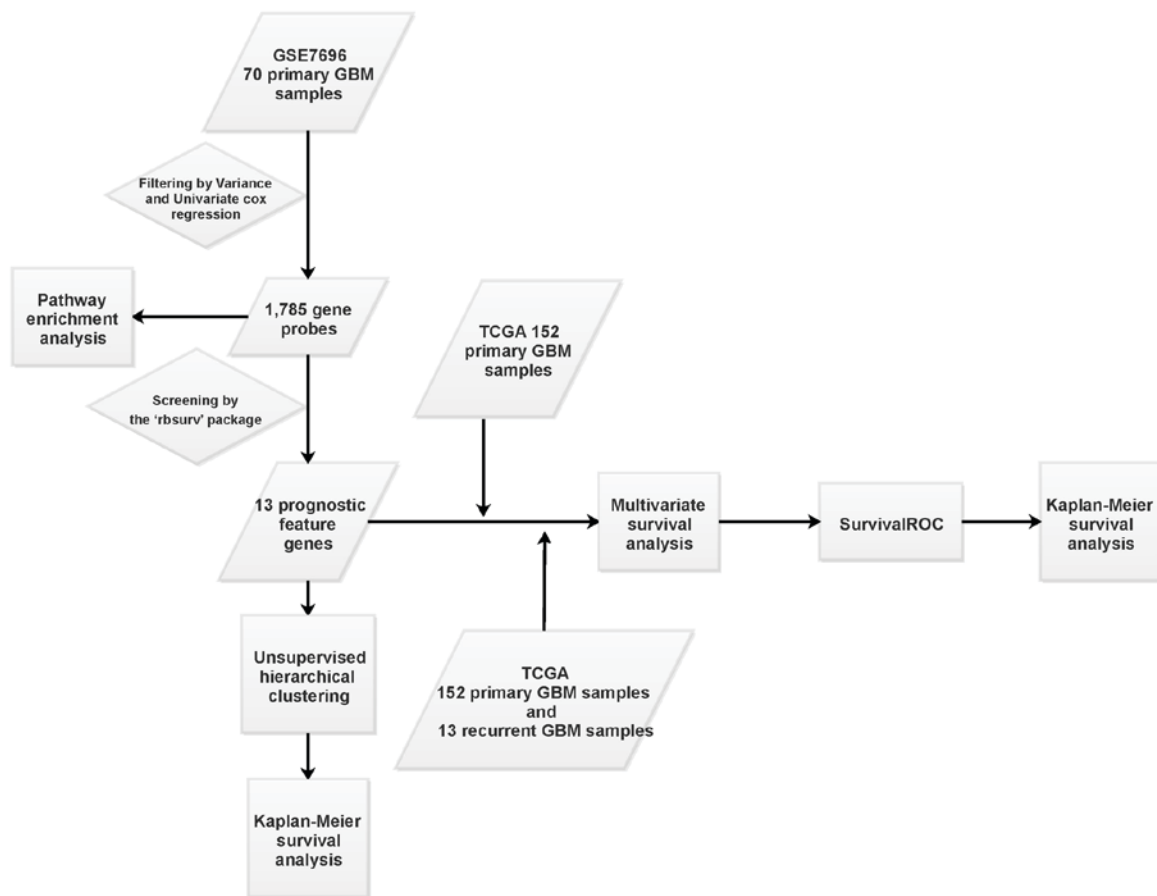 GSE7696
70 primary GBM
samples
Filtering by Variance
and Univariate cox
regression
Pathway
enrichment
analysis
1,785 gene
probes
TCGA 152
primary GBM
samples
Screening by
the ‘rbsurv’ package
13 prognostic
feature
genes
Multivariate
survival
analysis
SurvivalROC
Kaplan-Meier
survival
analysis
Unsupervised
hierarchical
clustering
TCGA
152 primary GBM samples
and
13 recurrent GBM samples
Kaplan-Meier
survival
analysis